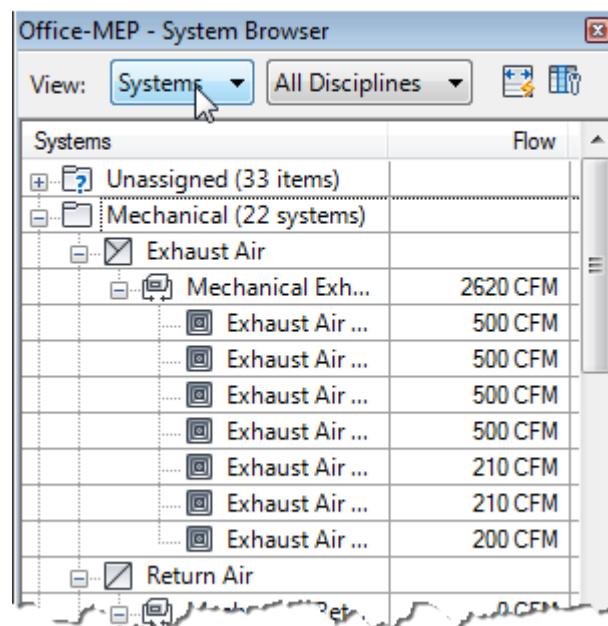 Office-MEP - System Browser
View: Systems All Disciplines
Systems Flow
Unassigned (33 items)
Mechanical (22 systems)
Exhaust Air
Mechanical Exh... 2620 CFM
Exhaust Air ... 500 CFM
Exhaust Air ... 500 CFM
Exhaust Air ... 500 CFM
Exhaust Air ... 500 CFM
Exhaust Air ... 210 CFM
Exhaust Air ... 210 CFM
Exhaust Air ... 200 CFM
Return Air